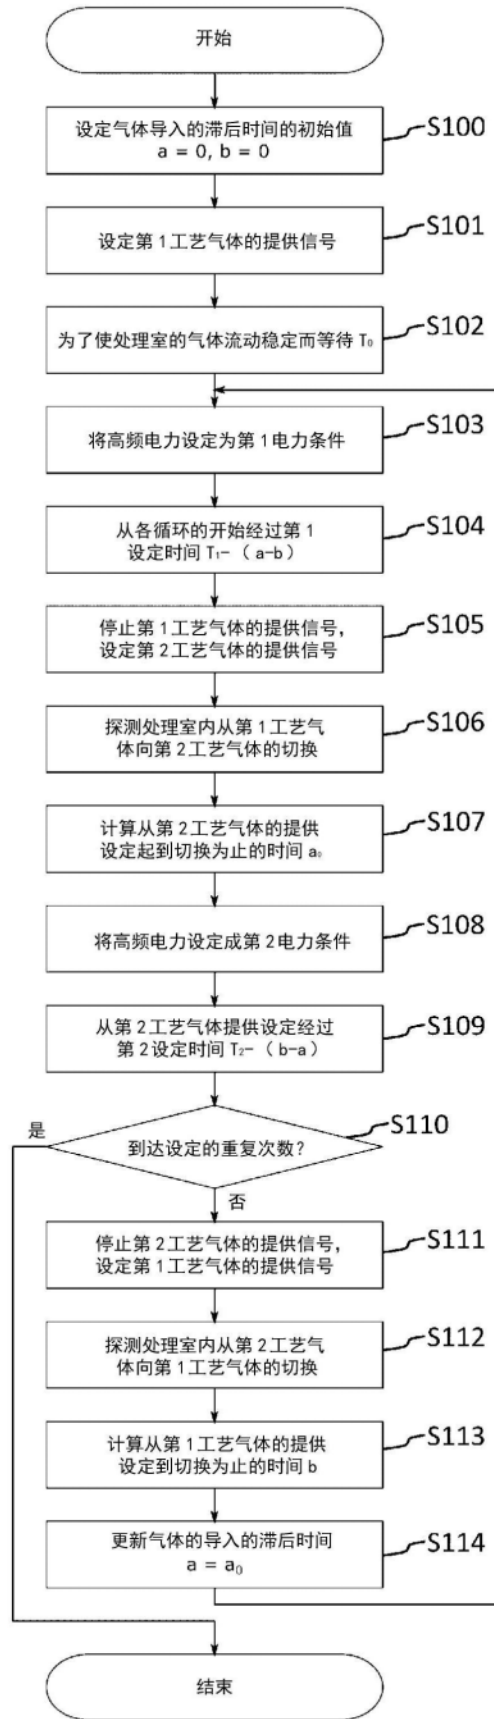 开始
设定气体导入的滞后时间的初始值
a = 0, b = 0
S100
设定第1工艺气体的提供信号
S101
为了使处理室的气体流动稳定而等待 T₀
S102
将高频电力设定为第1电力条件
S103
从各循环的开始经过第1
设定时间 T₁- （a-b）
S104
停止第1工艺气体的提供信号，
设定第2工艺气体的提供信号
S105
探测处理室内从第1工艺气
体向第2工艺气体的切换
S106
计算从第2工艺气体的提供
设定起到切换为止的时间 a₀
S107
将高频电力设定成第2电力条件
S108
从第2工艺气体提供设定经过
第2设定时间 T₂- （b-a）
S109
到达设定的重复次数？
S110
是
否
停止第2工艺气体的提供信号，
设定第1工艺气体的提供信号
S111
探测处理室内从第2工艺气
体向第1工艺气体的切换
S112
计算从第1工艺气体的提供
设定到切换为止的时间 b
S113
更新气体的导入的滞后时间
a = a₀
S114
结束